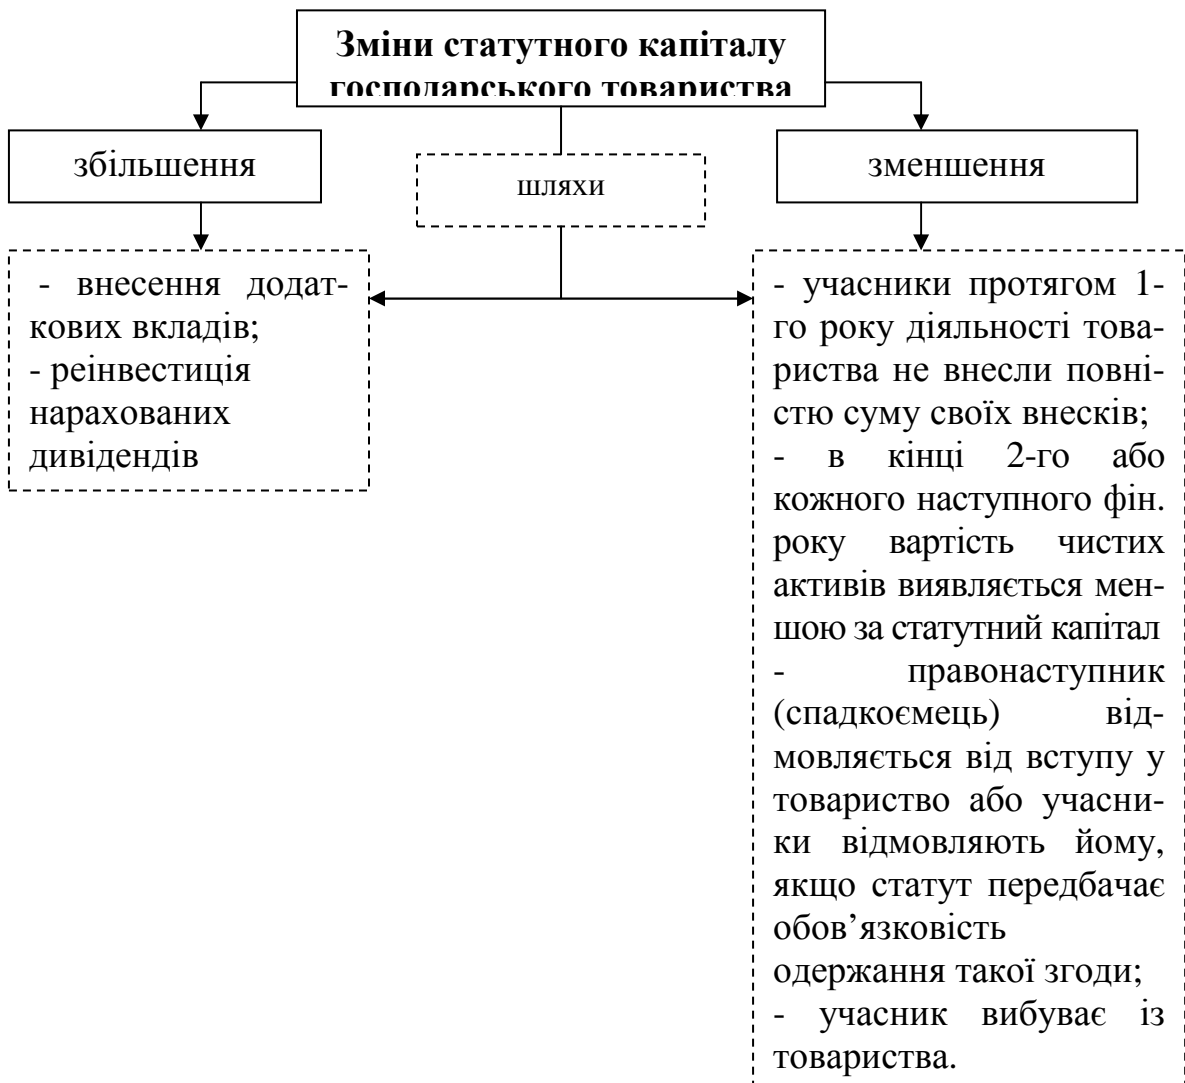 Зміни статутного капіталу
господарського товариства
збільшення
шляхи
зменшення
- внесення додат-
кових вкладів;
- реінвестиція
нарахованих
дивідендів
- учасники протягом 1-
го року діяльності това-
риства не внесли повні-
стю суму своїх внесків;
- в кінці 2-го або
кожного наступного фін.
року вартість чистих
активів виявляється мен-
шою за статутний капітал
- правонаступник
(спадкоємець) від-
мовляється від вступу у
товариство або учасни-
ки відмовляють йому,
якщо статут передбачає
обов’язковість
одержання такої згоди;
- учасник вибуває із
товариства.